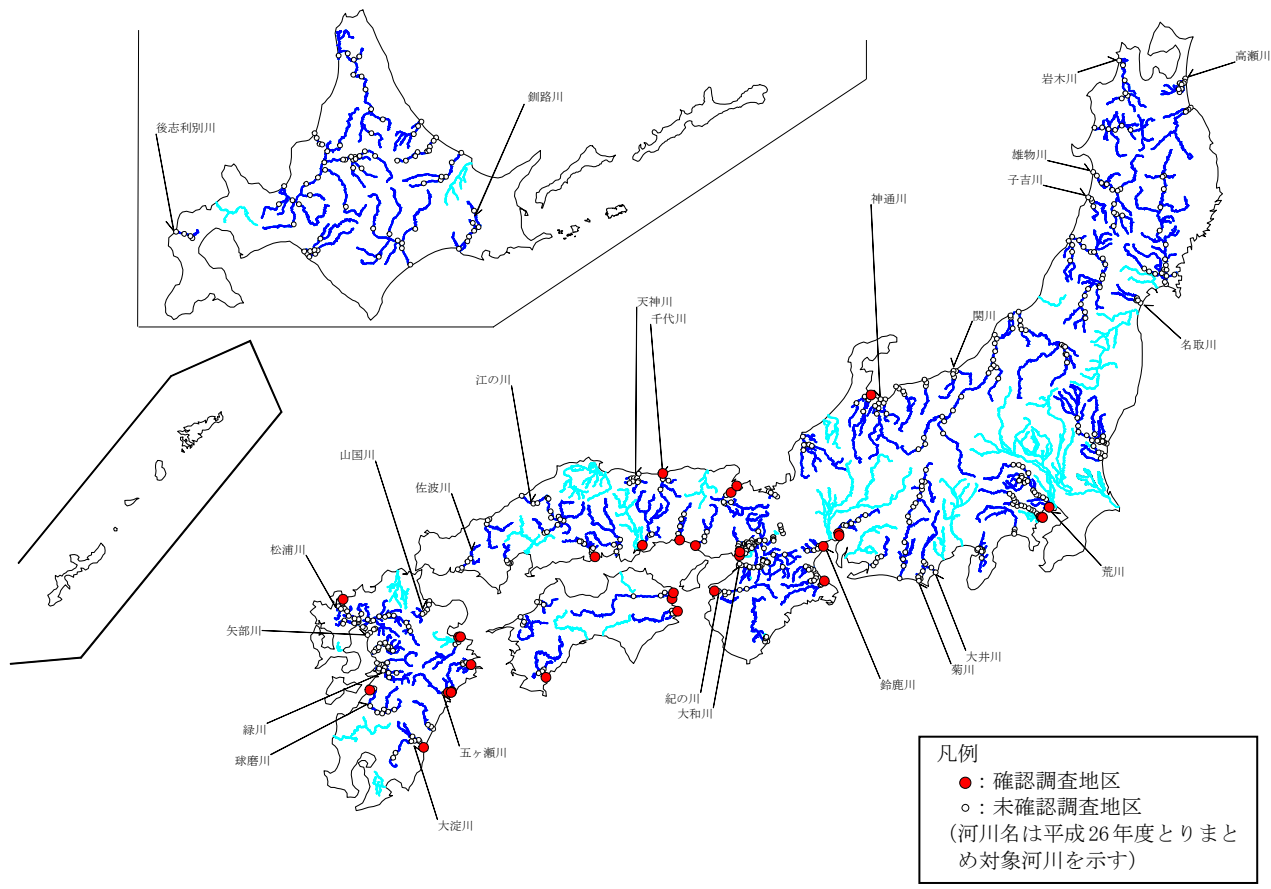 高瀬川
岩木川
釧路川
後志利別川
雄物川
子吉川
神通川
天神川
千代川
関川
名取川
江の川
山国川
佐波川
松浦川
荒川
矢部川
大井川
菊川
鈴鹿川
紀の川
大和川
緑川
球磨川
五ヶ瀬川
大淀川
凡例
●：確認調査地区
○：未確認調査地区
(河川名は平成26年度とりまと
め対象河川を示す)